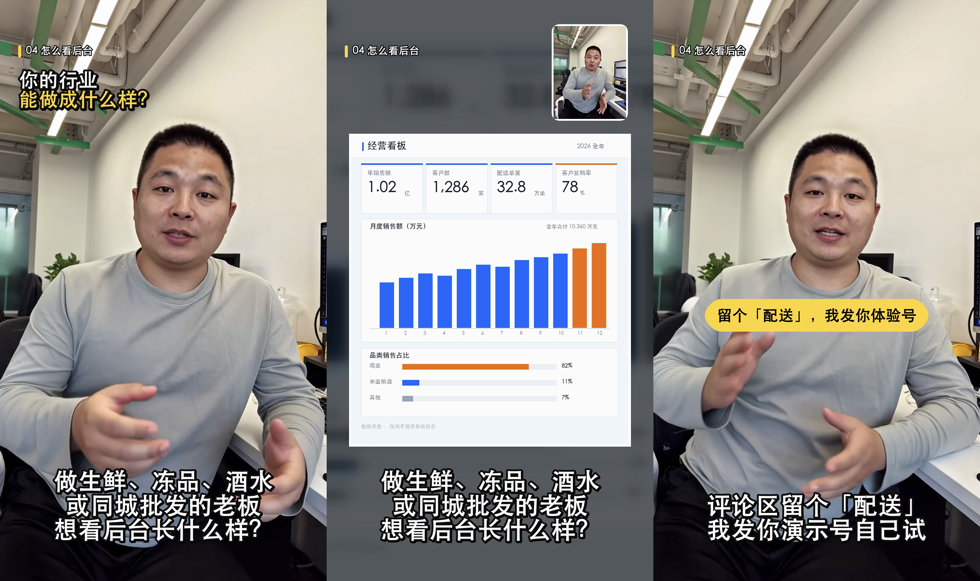 04 怎么看后台
你的行业
能做成什么样?
做生鲜、冻品、酒水
或同城批发的老板
想看后台长什么样?
04 怎么看后台
经营看板
2026 全年
年销售额
1.02 亿
客户群
1,286 家
配送单量
32.8 万单
客户复购率
78 %
月度销售额（万元）
全年合计 10,360 万元
1 2 3 4 5 6 7 8 9 10 11 12
品类销售占比
82%
米面粮油 11%
其他 7%
做生鲜、冻品、酒水
或同城批发的老板
想看后台长什么样?
04 怎么看后台
留个「配送」，我发你体验号
评论区留个「配送」
我发你演示号自己试